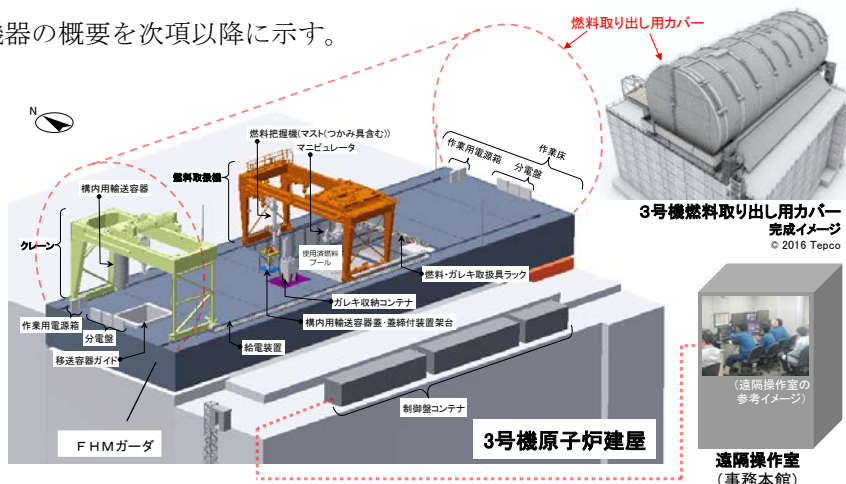 機器の概要を次項以降に示す。
燃料取り出し用カバー
N
燃料把握機(マスト(つかみ具含む))
マニピュレータ
燃料取扱機
構内用輸送容器
クレーン
作業床
作業用電源箱
分電盤
3号機燃料取り出し用カバー
完成イメージ
© 2016 Tepco
使用済燃料
プール
燃料・ガレキ取扱具ラック
ガレキ収納コンテナ
構内用輸送容器蓋・蓋締付装置架台
給電装置
作業用電源箱
分電盤
移送容器ガイド
FHMガーダ
制御盤コンテナ
3号機原子炉建屋
(遠隔操作室の
参考イメージ)
遠隔操作室
(事務本館)